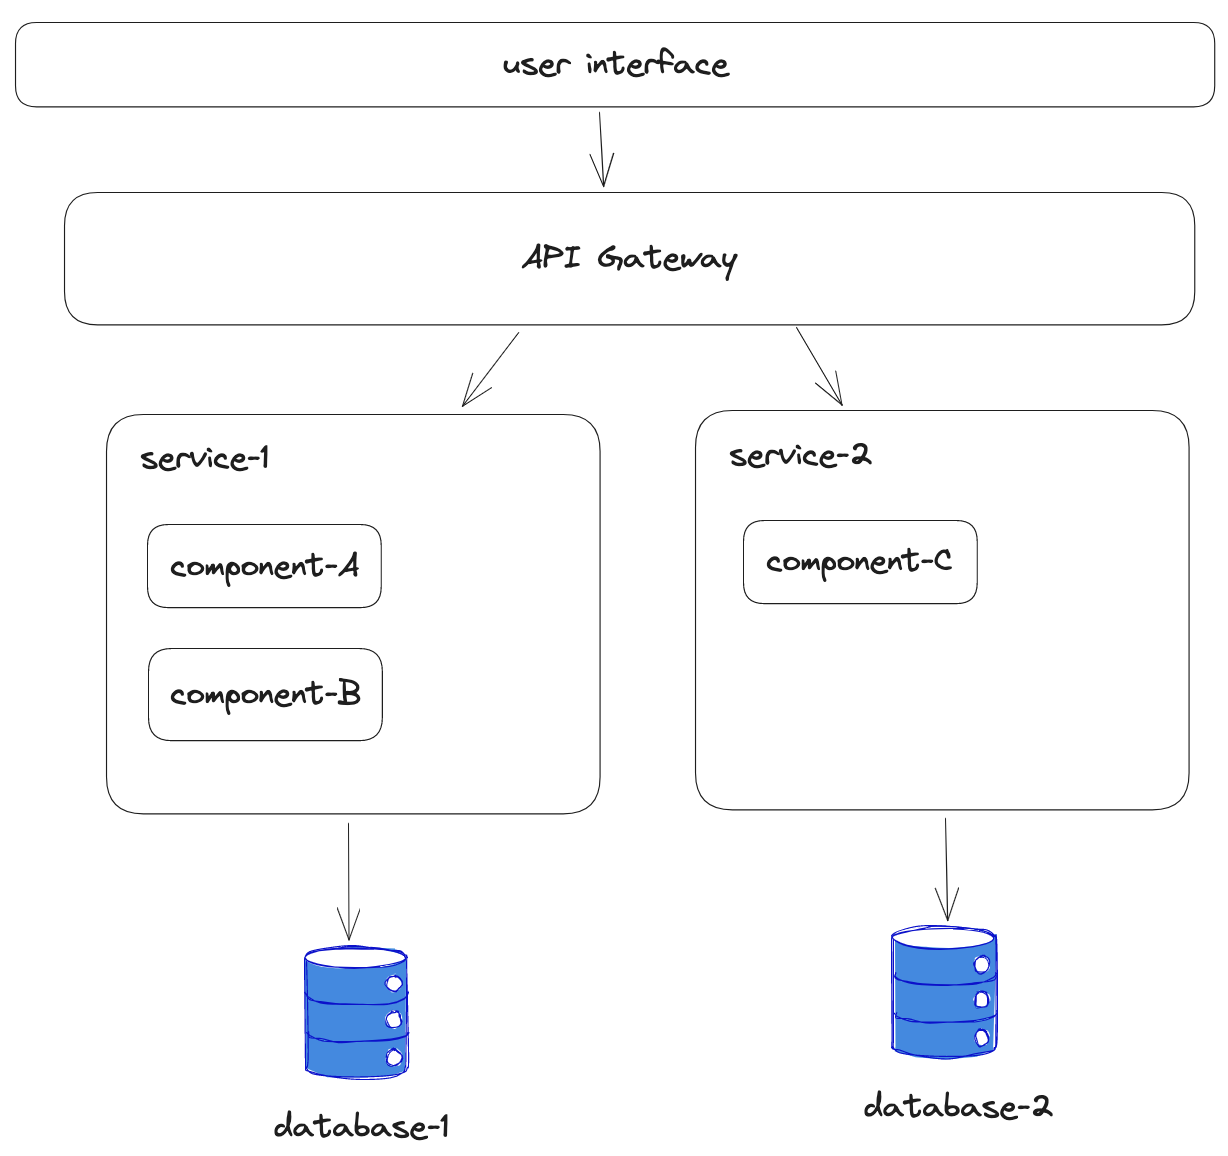 user interface
API Gateway
service-1
component-A
component-B
service-2
component-C
database-1
database-2